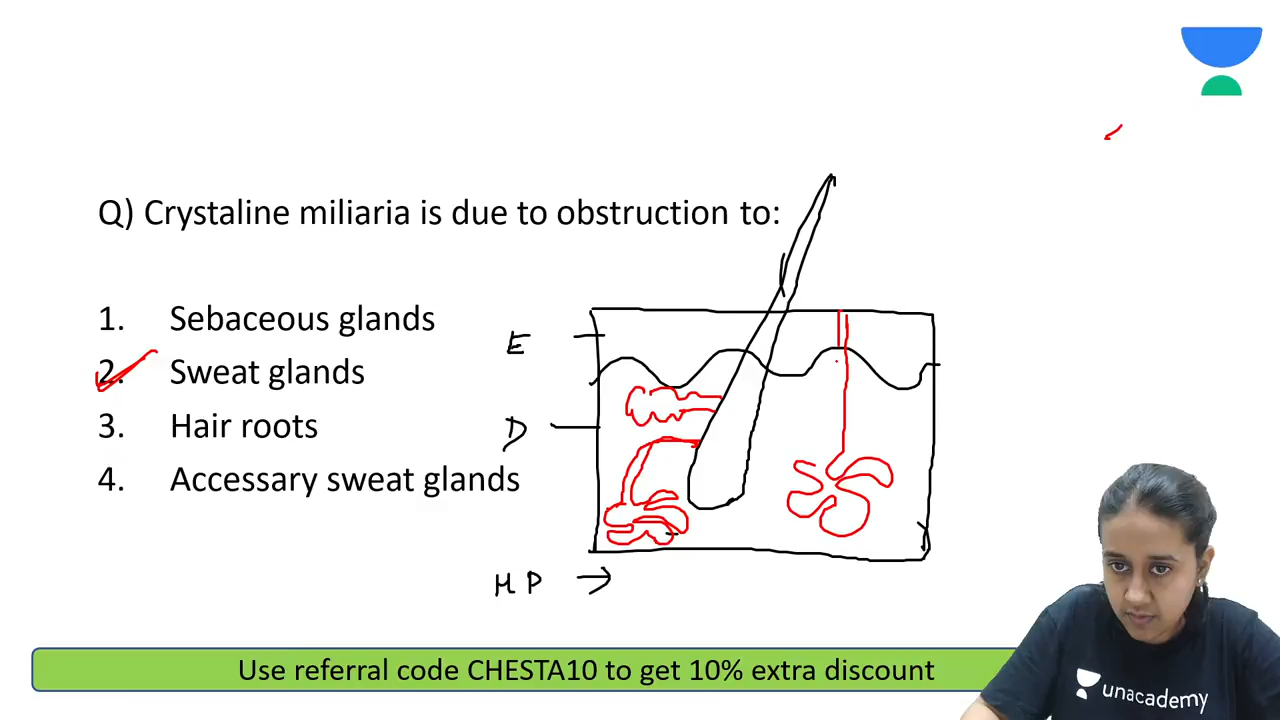 Q) Crystaline miliaria is due to obstruction to:
1. Sebaceous glands
2. Sweat glands
3. Hair roots
4. Accessary sweat glands
E
D
MP →
Use referral code CHESTA10 to get 10% extra discount
unacademy